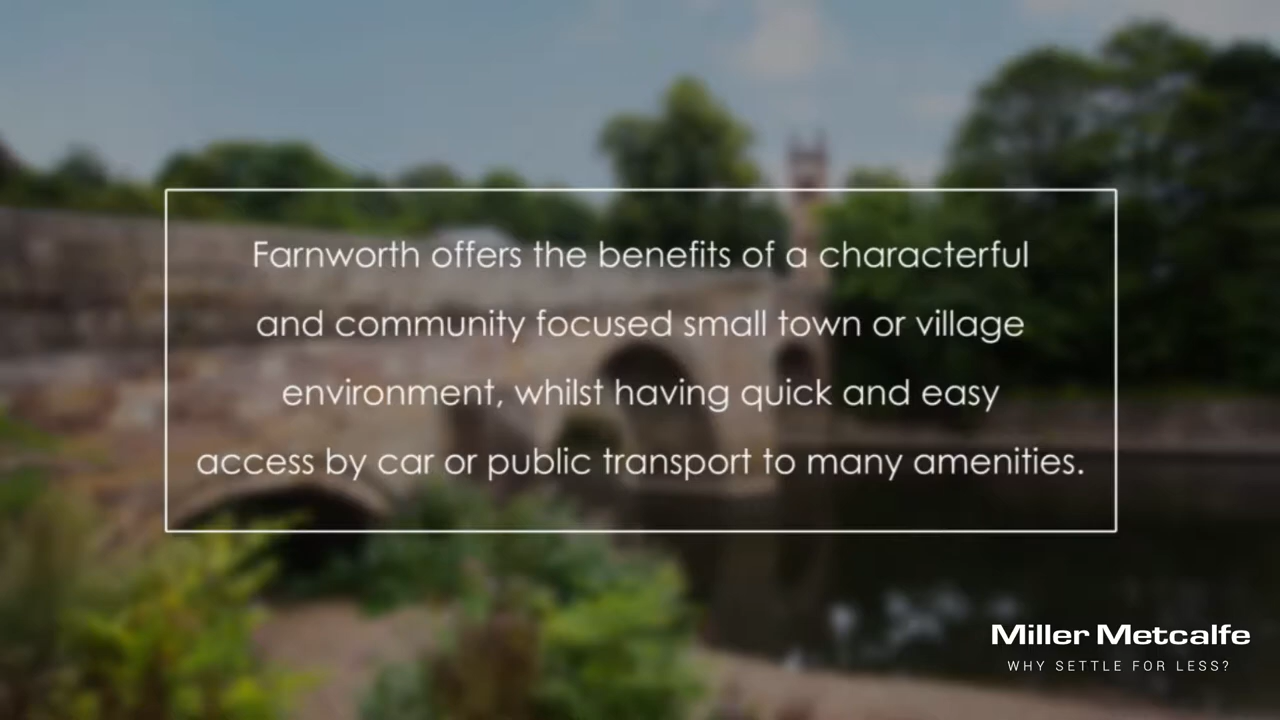 Farnworth offers the benefits of a characterful
and community focused small town or village
environment, whilst having quick and easy
access by car or public transport to many amenities.
Miller Metcalfe
WHY SETTLE FOR LESS?